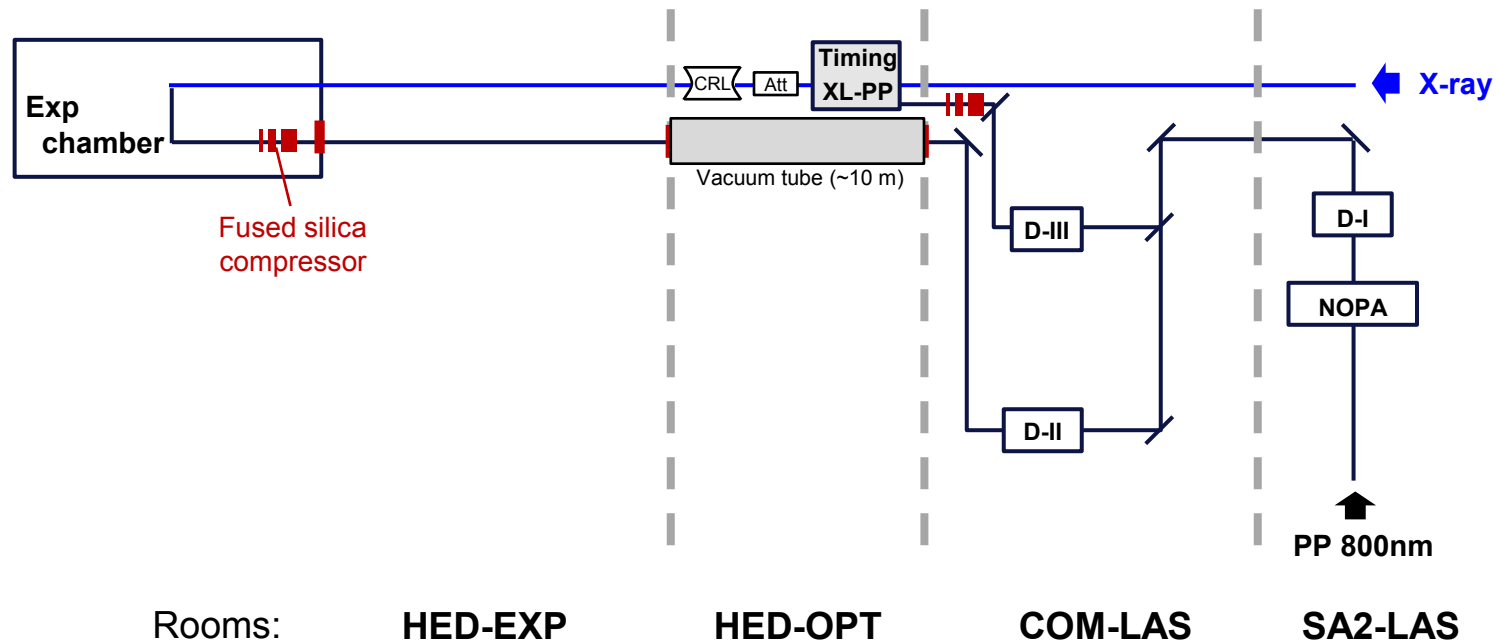 Timing
XL-PP
CRL
Att
X-ray
Exp
chamber
Vacuum tube (~10 m)
Fused silica
compressor
D-III
D-I
NOPA
D-II
PP 800nm
Rooms: HED-EXP HED-OPT COM-LAS SA2-LAS